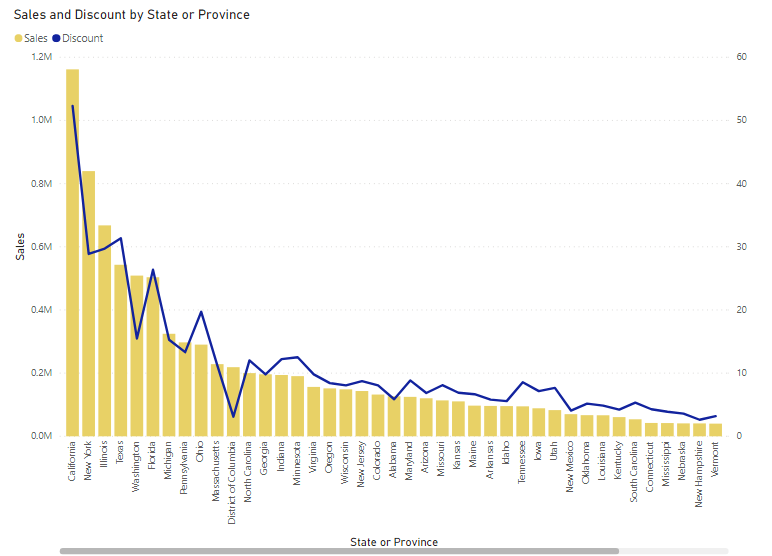 Sales and Discount by State or Province
Sales Discount
1.2M
1.0M
0.8M
0.6M
0.4M
0.2M
0.0M
Sales
60
50
40
30
20
10
0
California
New York
Illinois
Texas
Washington
Florida
Michigan
Pennsylvania
Ohio
Massachusetts
District of Columbia
North Carolina
Georgia
Indiana
Minnesota
Virginia
Oregon
Wisconsin
New Jersey
Colorado
Alabama
Maryland
Arizona
Missouri
Kansas
Maine
Arkansas
Idaho
Tennessee
Iowa
Utah
New Mexico
Oklahoma
Louisiana
Kentucky
South Carolina
Connecticut
Mississippi
Nebraska
New Hampshire
Vermont
State or Province